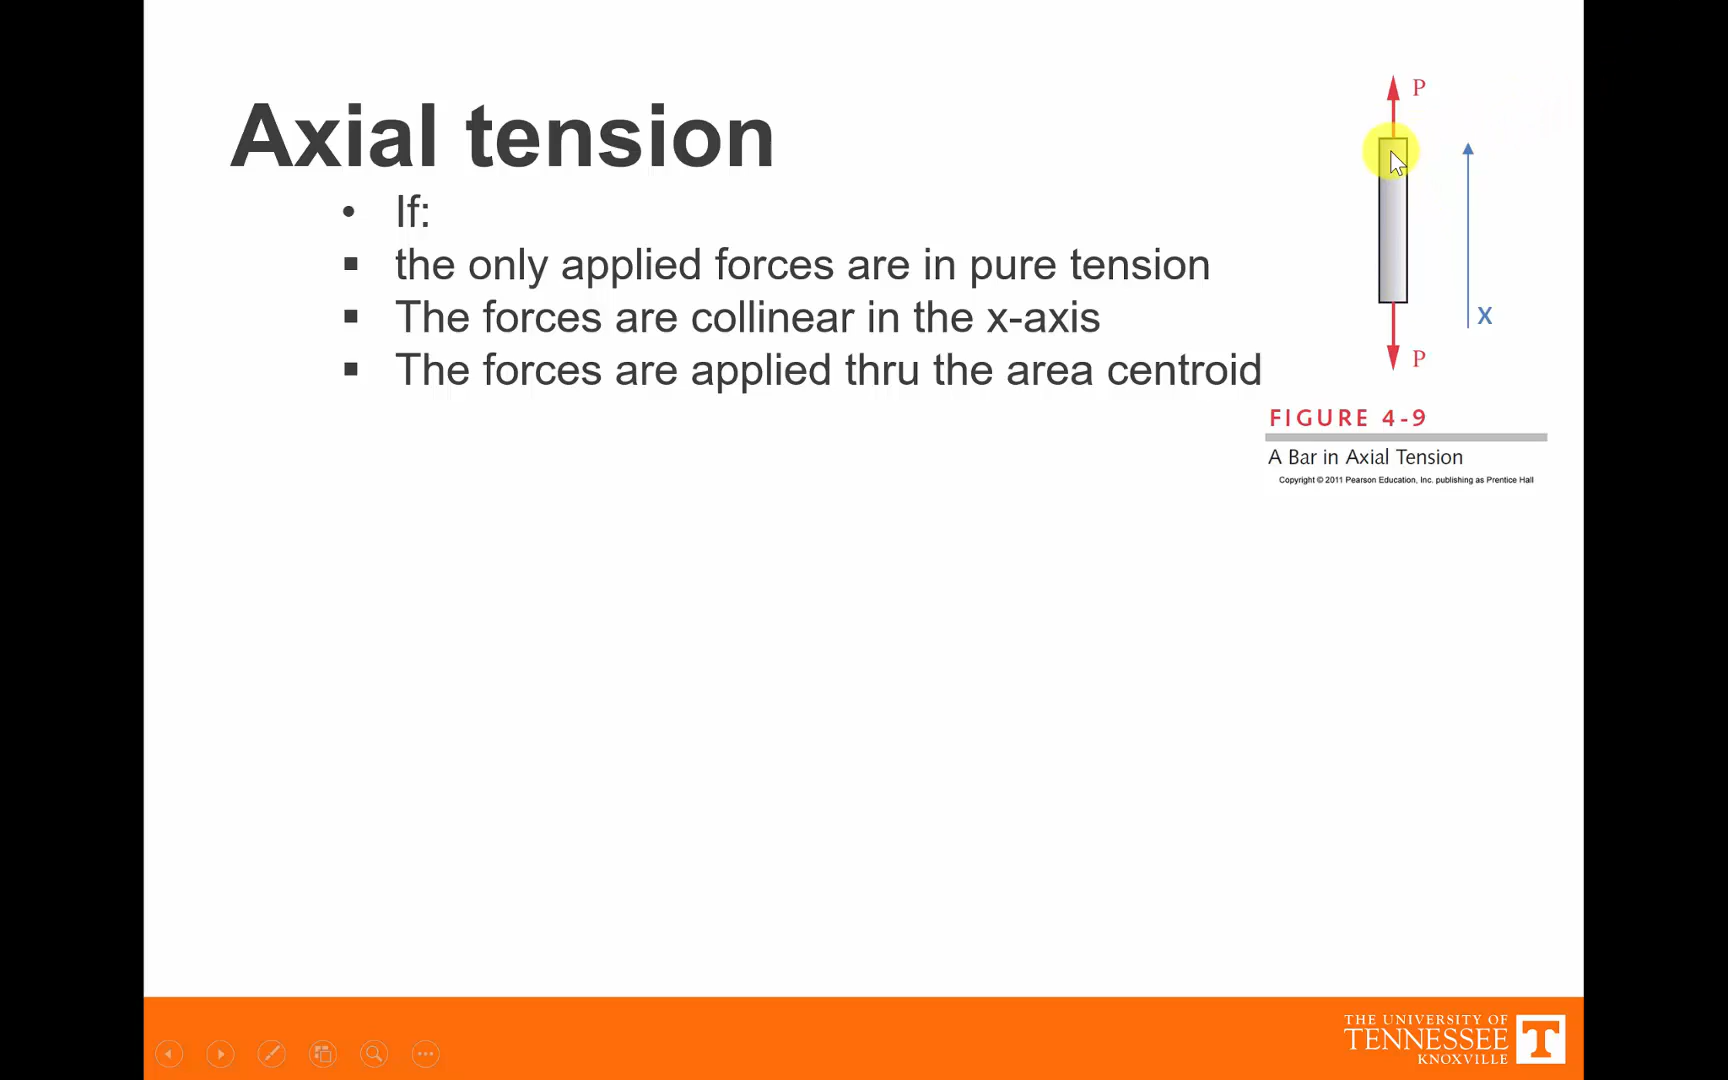 Axial tension
• If:
▪ the only applied forces are in pure tension
▪ The forces are collinear in the x-axis
▪ The forces are applied thru the area centroid
P
X
P
FIGURE 4-9
A Bar in Axial Tension
Copyright © 2011 Pearson Education, Inc. publishing as Prentice Hall
THE UNIVERSITY OF
TENNESSEE
KNOXVILLE
T